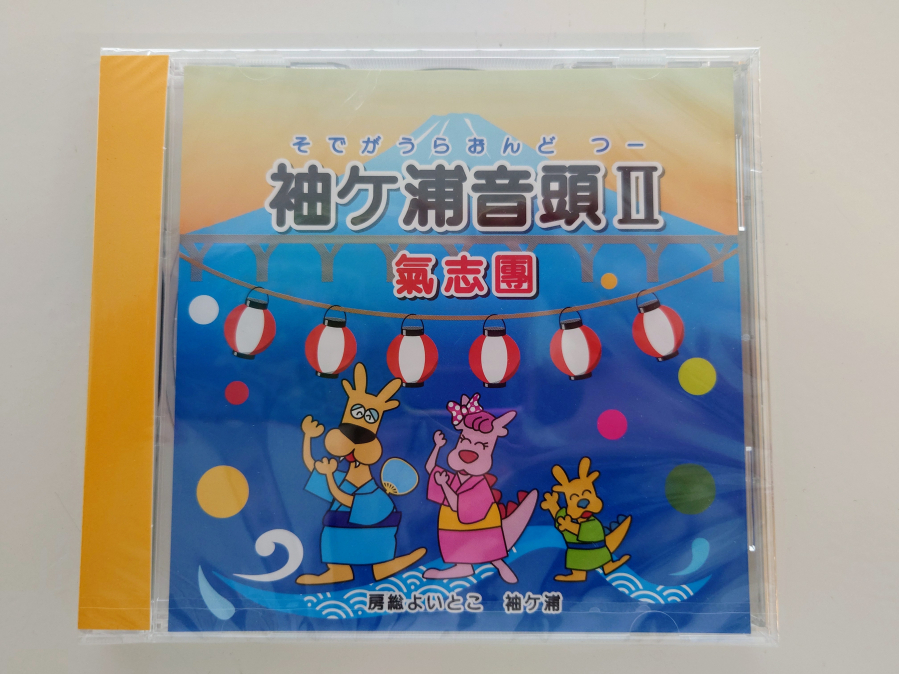 そでがうらおんど つー
袖ケ浦音頭Ⅱ
氣志團
房総よいとこ 袖ケ浦